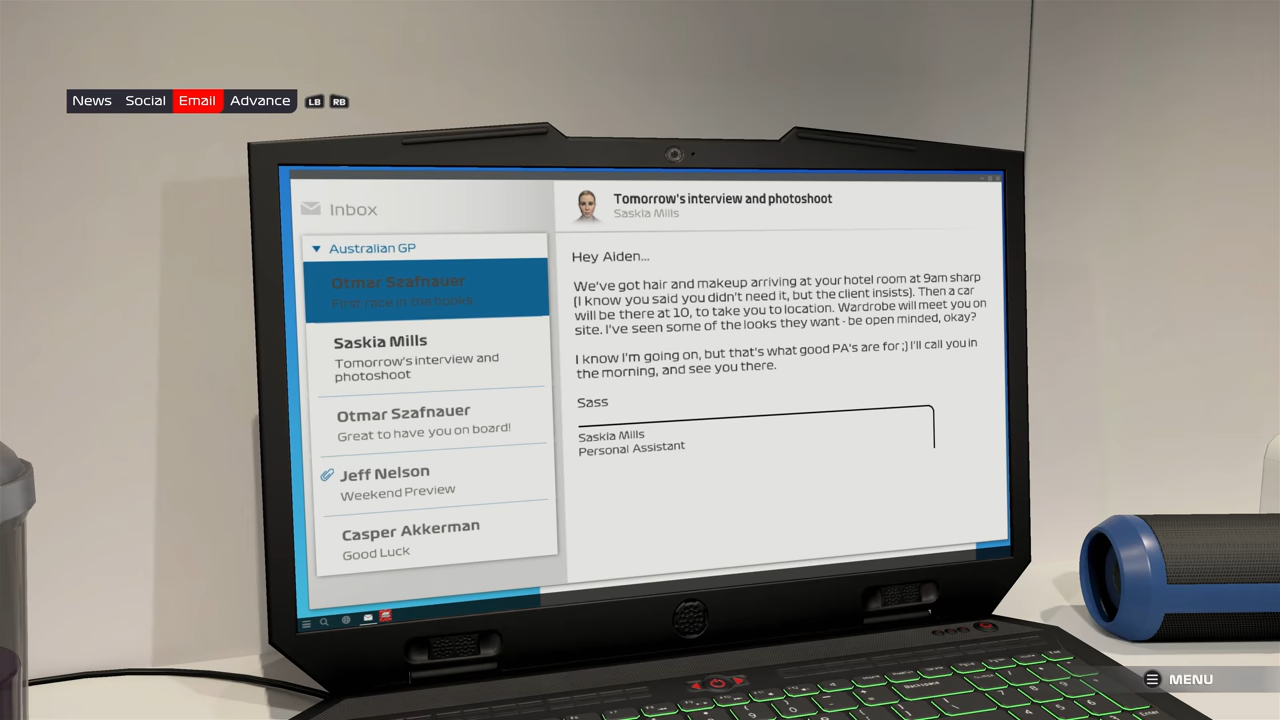 News Social Email Advance LB RB
Inbox
Australian GP
Otmar Szafnauer
First race in the books
Saskia Mills
Tomorrow's interview and
photoshoot
Otmar Szafnauer
Great to have you on board!
Jeff Nelson
Weekend Preview
Casper Akkerman
Good Luck
Tomorrow's interview and photoshoot
Saskia Mills
Hey Aiden...
We've got hair and makeup arriving at your hotel room at 9am sharp
(I know you said you didn't need it, but the client insists). Then a car
will be there at 10, to take you to location. Wardrobe will meet you on
site. I've seen some of the looks they want - be open minded, okay?
I know I'm going on, but that's what good PA's are for ;) I'll call you in
the morning, and see you there.
Sass
Saskia Mills
Personal Assistant
Backspace
Enter
MENU